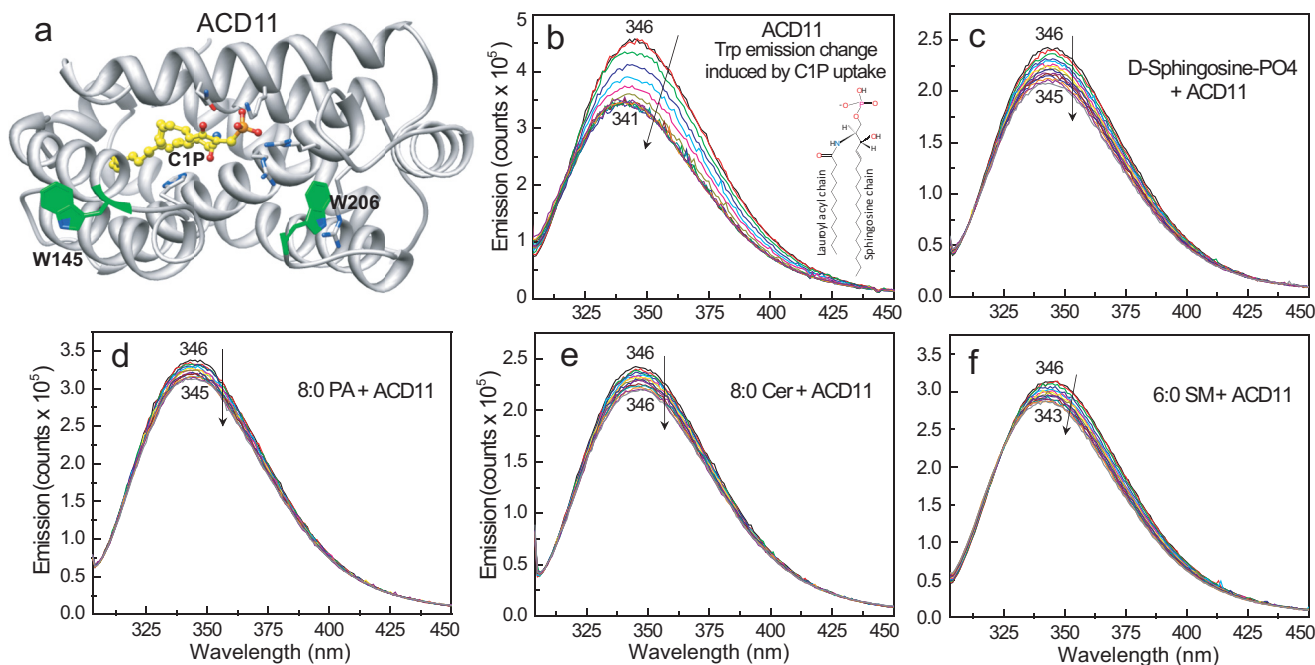 a
ACD11
C1P
W145
W206
b
ACD11
Trp emission change
induced by C1P uptake
346
341
Lauroyl acyl chain
Sphingosine chain
OH
P
O
O
H
OH
N
H
O
Emission (counts x 10^5)
5
4
3
2
1
0
325 350 375 400 425 450
c
D-Sphingosine-PO4
+ ACD11
346
345
2.5
2.0
1.5
1.0
0.5
0.0
325 350 375 400 425 450
d
8:0 PA + ACD11
346
345
Emission (counts x 10^5)
3.5
3.0
2.5
2.0
1.5
1.0
0.5
0.0
325 350 375 400 425 450
Wavelength (nm)
e
8:0 Cer + ACD11
346
346
Emission (counts x 10^5)
2.5
2.0
1.5
1.0
0.5
0.0
325 350 375 400 425 450
Wavelength (nm)
f
6:0 SM + ACD11
346
343
3.5
3.0
2.5
2.0
1.5
1.0
0.5
0.0
325 350 375 400 425 450
Wavelength (nm)